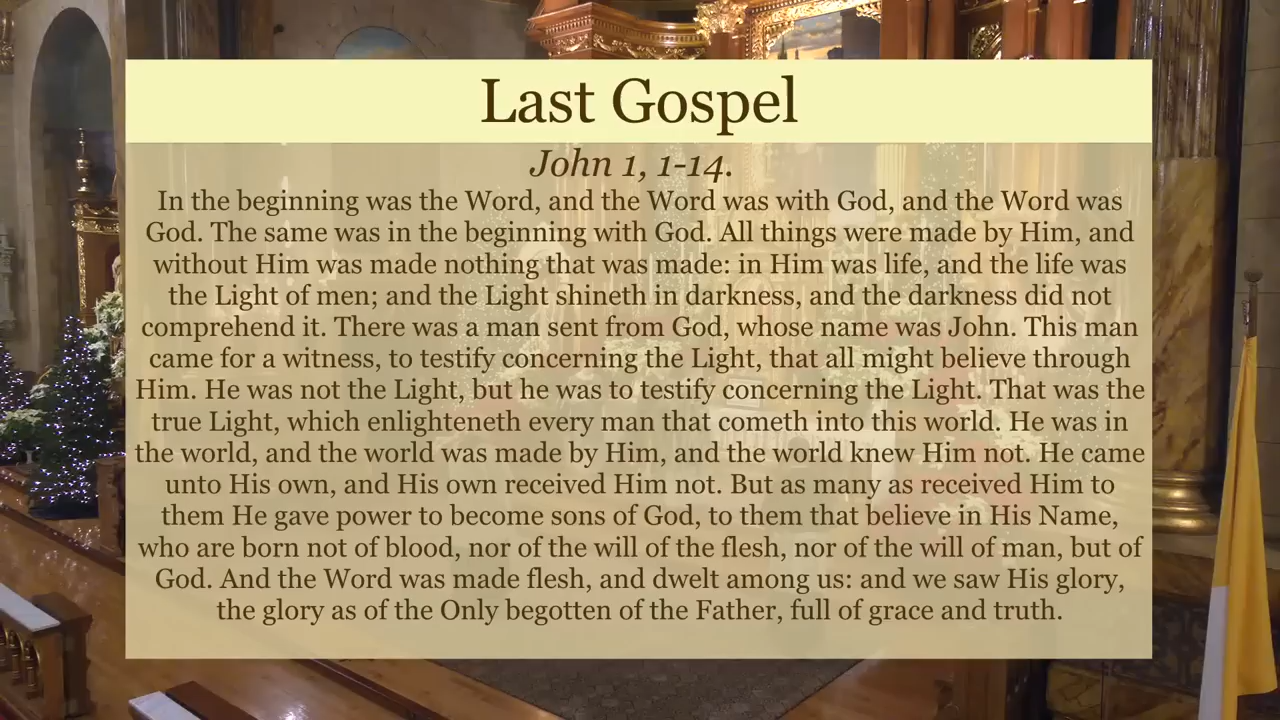 Last Gospel
John 1, 1-14.
In the beginning was the Word, and the Word was with God, and the Word was
God. The same was in the beginning with God. All things were made by Him, and
without Him was made nothing that was made: in Him was life, and the life was
the Light of men; and the Light shineth in darkness, and the darkness did not
comprehend it. There was a man sent from God, whose name was John. This man
came for a witness, to testify concerning the Light, that all might believe through
Him. He was not the Light, but he was to testify concerning the Light. That was the
true Light, which enlighteneth every man that cometh into this world. He was in
the world, and the world was made by Him, and the world knew Him not. He came
unto His own, and His own received Him not. But as many as received Him to
them He gave power to become sons of God, to them that believe in His Name,
who are born not of blood, nor of the will of the flesh, nor of the will of man, but of
God. And the Word was made flesh, and dwelt among us: and we saw His glory,
the glory as of the Only begotten of the Father, full of grace and truth.